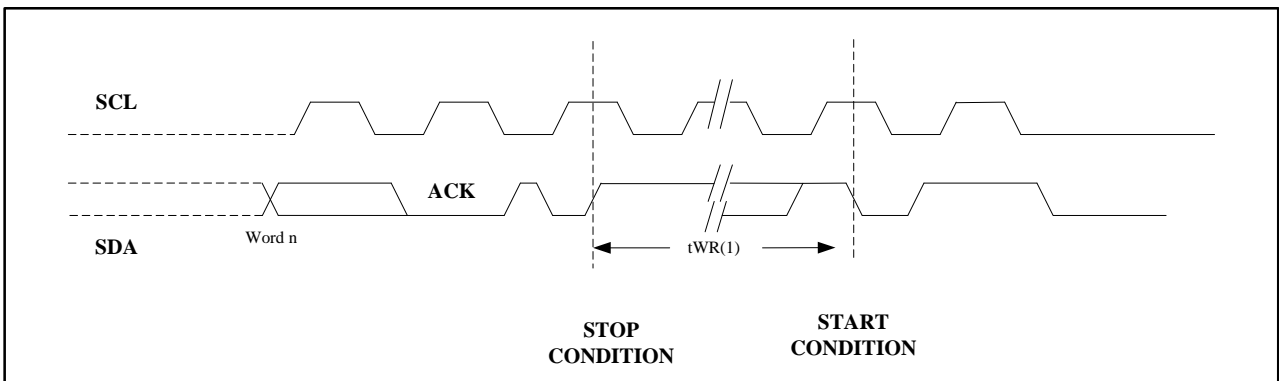 SCL
ACK
Word n
SDA
tWR(1)
STOP
CONDITION
START
CONDITION